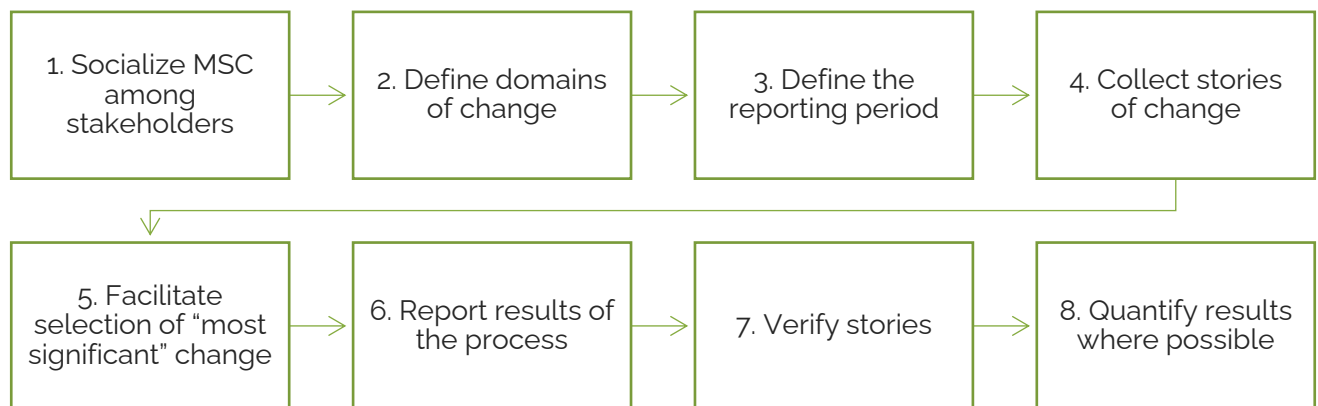 1. Socialize MSC
among
stakeholders
2. Define domains
of change
3. Define the
reporting period
4. Collect stories
of change
5. Facilitate
selection of “most
significant” change
6. Report results of
the process
7. Verify stories
8. Quantify results
where possible